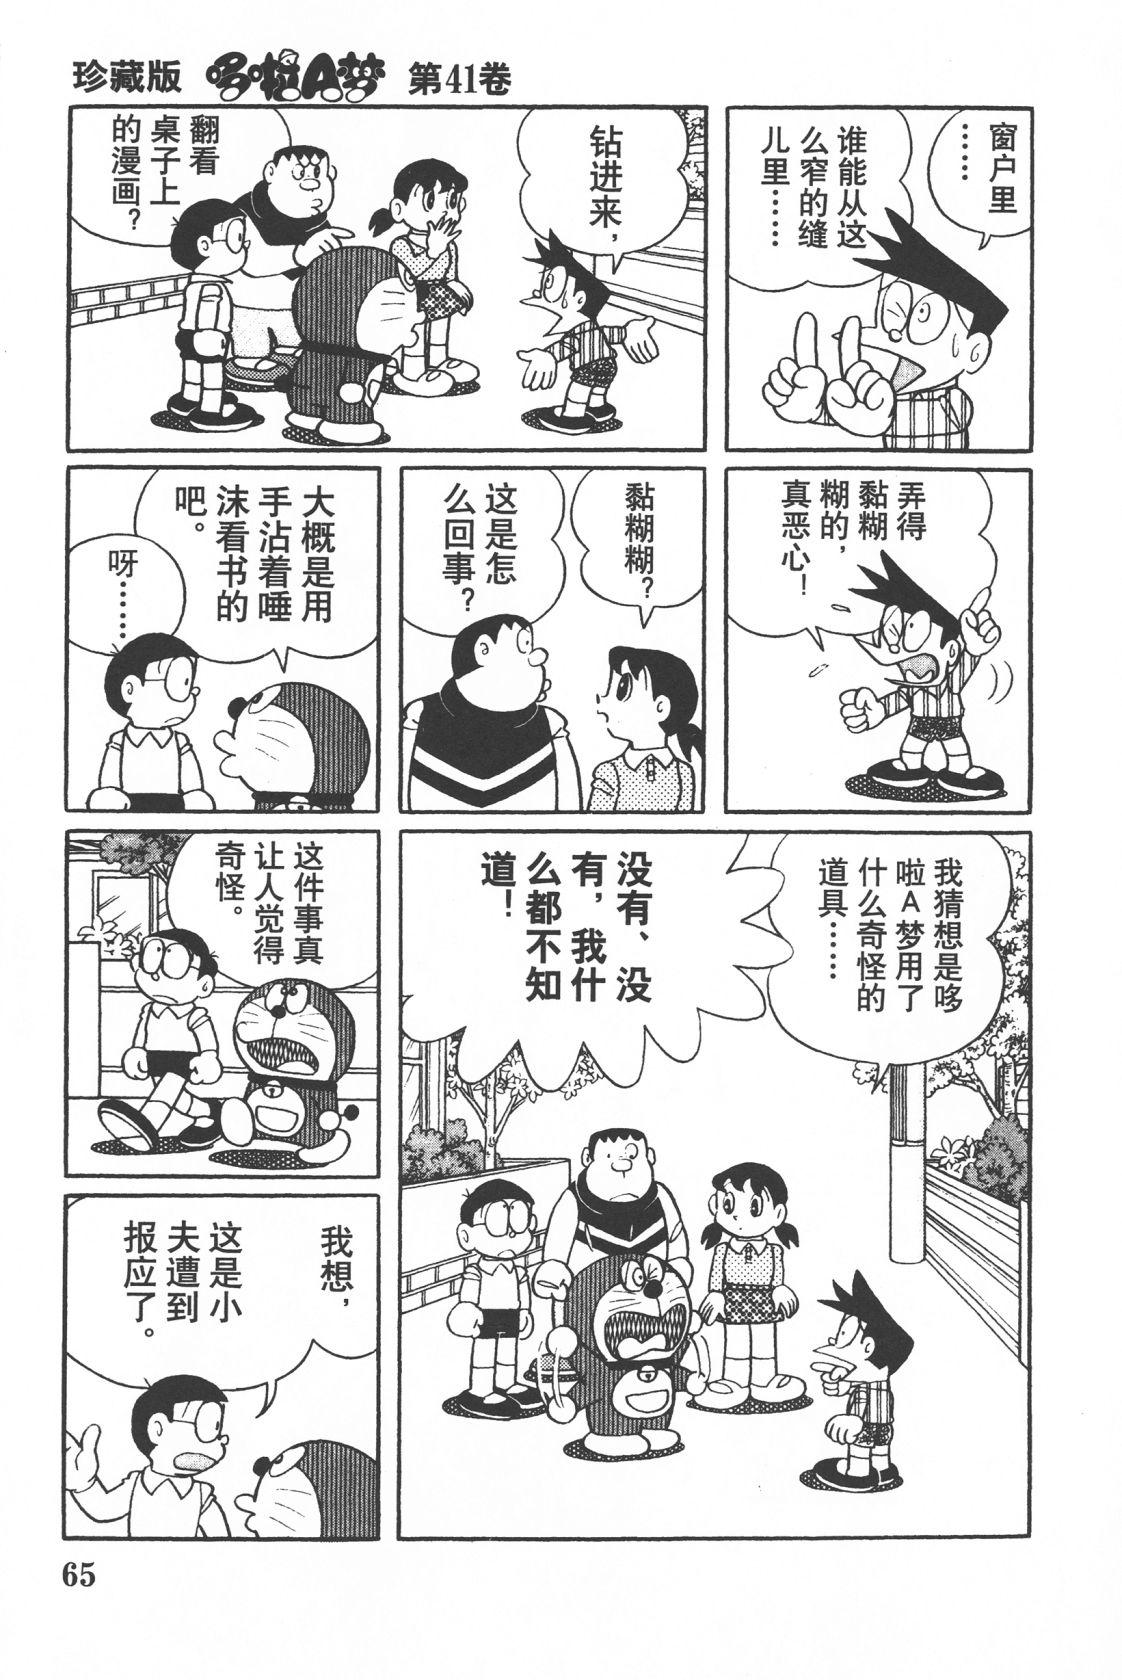 珍藏版 哆啦A梦 第41卷
窗户里
……
谁能从这
么窄的缝
儿里……
钻进来，
翻看
桌子上
的漫画？
弄得
黏糊
糊的，
真恶心！
黏糊糊？
这是怎
么回事？
大概是用
手沾着唾
沫看书的
吧。
呀……
我猜想是哆
啦A梦用了
什么奇怪的
道具……
没有、没
有，我什
么都不知
道！
这件事真
让人觉得
奇怪。
我想，
这是小
夫遭到
报应了。
65